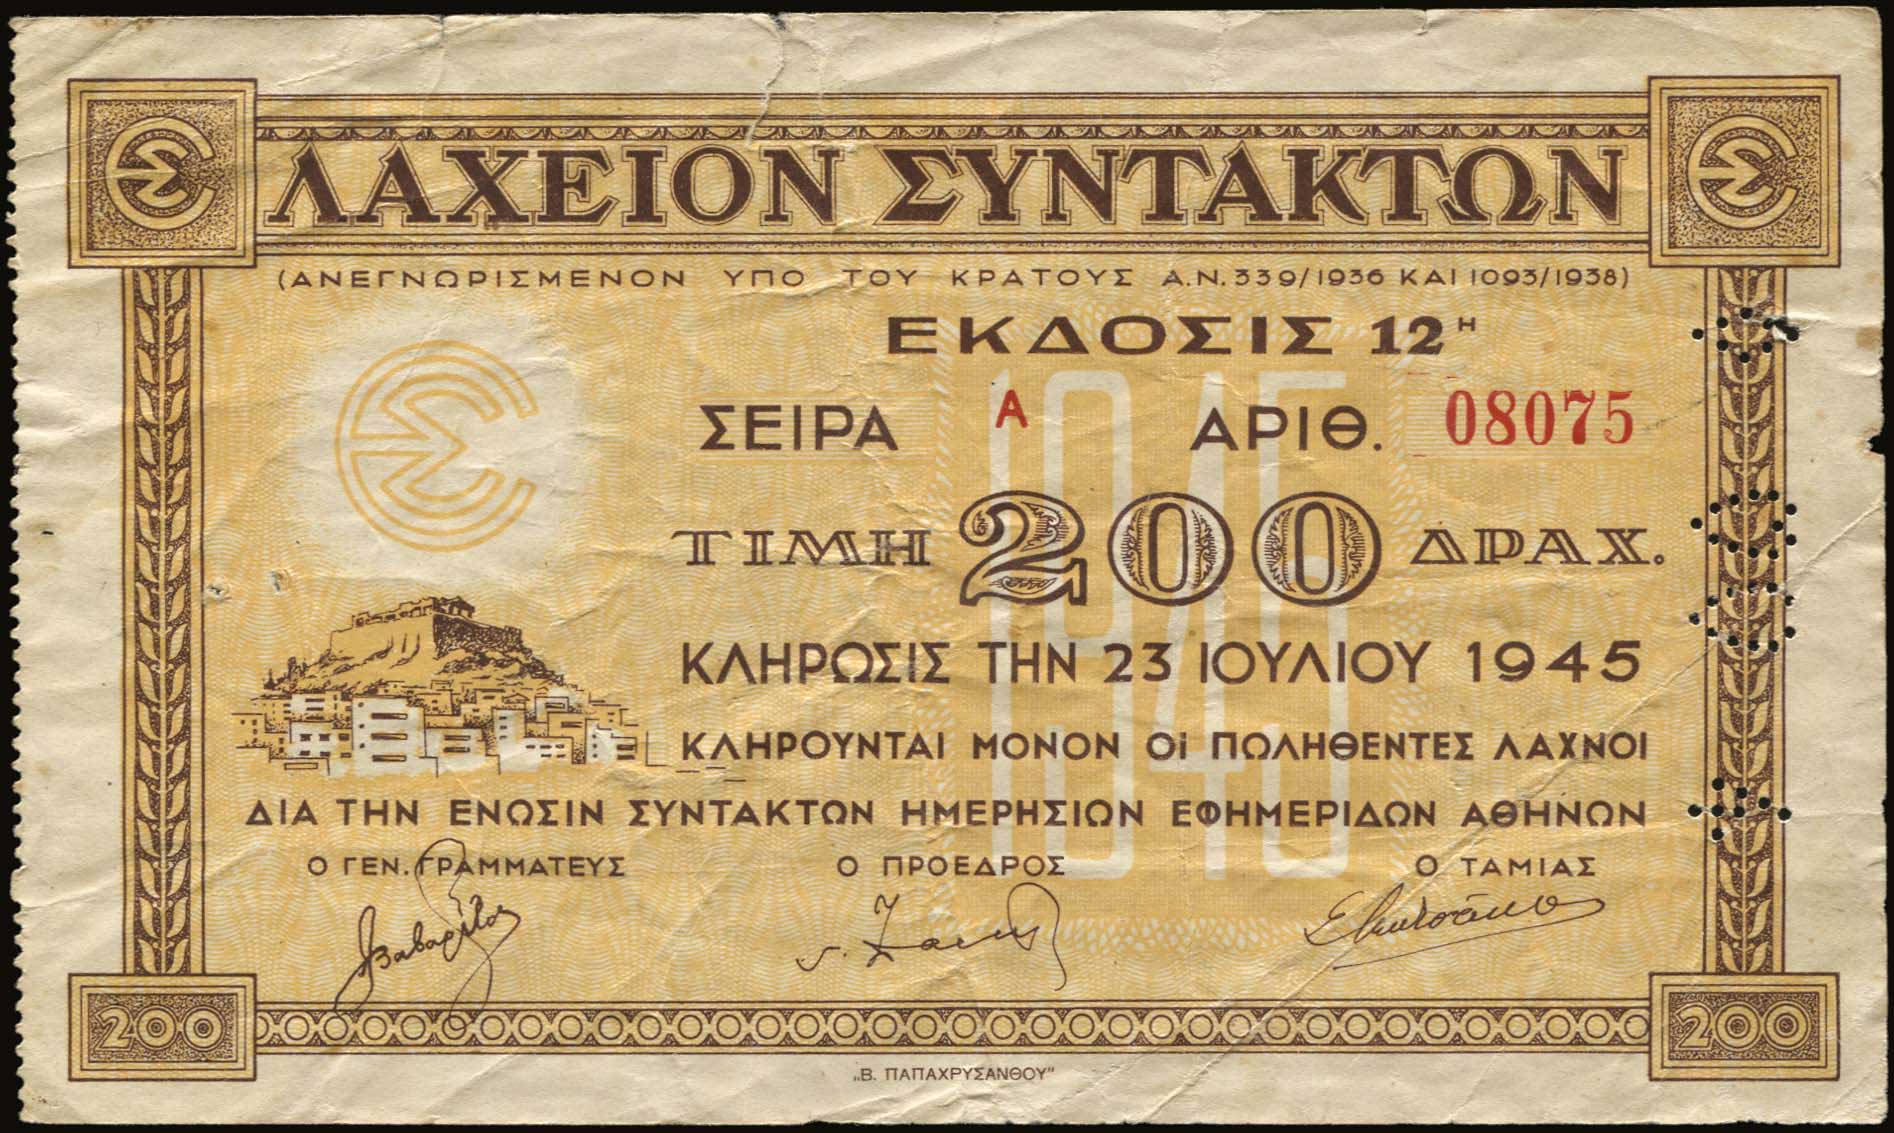 ΛΑΧΕΙΟΝ ΣΥΝΤΑΚΤΩΝ
(ΑΝΕΓΝΩΡΙΣΜΕΝΟΝ ΥΠΟ ΤΟΥ ΚΡΑΤΟΥΣ Α.Ν. 339/1936 ΚΑΙ 1093/1938)
ΕΚΔΟΣΙΣ 12Η
ΣΕΙΡΑ Α ΑΡΙΘ. 08075
ΤΙΜΗ 200 ΔΡΑΧ.
ΚΛΗΡΩΣΙΣ ΤΗΝ 23 ΙΟΥΛΙΟΥ 1945
ΚΛΗΡΟΥΝΤΑΙ ΜΟΝΟΝ Οi ΠΩΛΗΘΕΝΤΕΣ ΛΑΧΝΟΙ
ΔΙΑ ΤΗΝ ΕΝΩΣΙΝ ΣΥΝΤΑΚΤΩΝ ΗΜΕΡΗΣΙΩΝ ΕΦΗΜΕΡΙΔΩΝ ΑΘΗΝΩΝ
Ο ΓΕΝ. ΓΡΑΜΜΑΤΕΥΣ Ο ΠΡΟΕΔΡΟΣ Ο ΤΑΜΙΑΣ
200 200
„Β. ΠΑΠΑΧΡΥΣΑΝΘΟΥ"
1945
1945